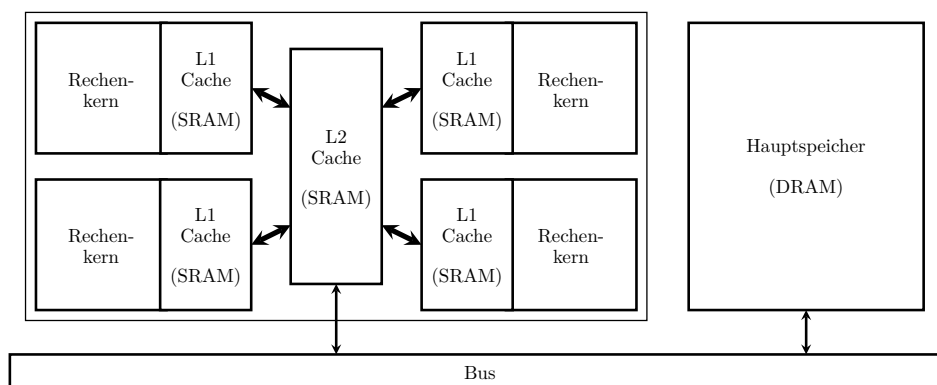 Rechen-
kern
L1
Cache
(SRAM)
L2
Cache
(SRAM)
L1
Cache
(SRAM)
Rechen-
kern
Hauptspeicher
(DRAM)
Rechen-
kern
L1
Cache
(SRAM)
L1
Cache
(SRAM)
Rechen-
kern
Bus